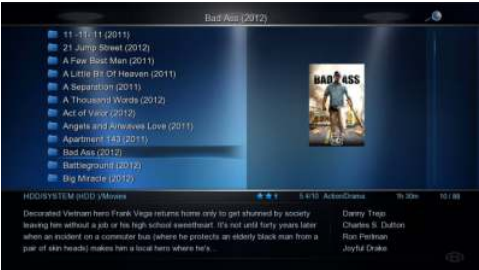 Bad Ass (2012)
11-11-11 (2011)
21 Jump Street (2012)
A Few Best Men (2011)
A Little Bit Of Heaven (2011)
A Separation (2011)
A Thousand Words (2012)
Act of Valor (2012)
Angels and Airwaves Love (2011)
Apartment 143 (2011)
Bad Ass (2012)
Battleground (2012)
Big Miracle (2012)
BAD ASS
HDD/SYSTEM (HDD )/Movies
5.4/10 Action/Drama 1h 30m 10 / 88
Decorated Vietnam hero Frank Vega returns home only to get shunned by society
leaving him without a job or his high school sweetheart. It's not until forty years later
when an incident on a commuter bus (where he protects an elderly black man from a
pair of skin heads) makes him a local hero where he's...
Danny Trejo
Charles S. Dutton
Ron Perlman
Joyful Drake